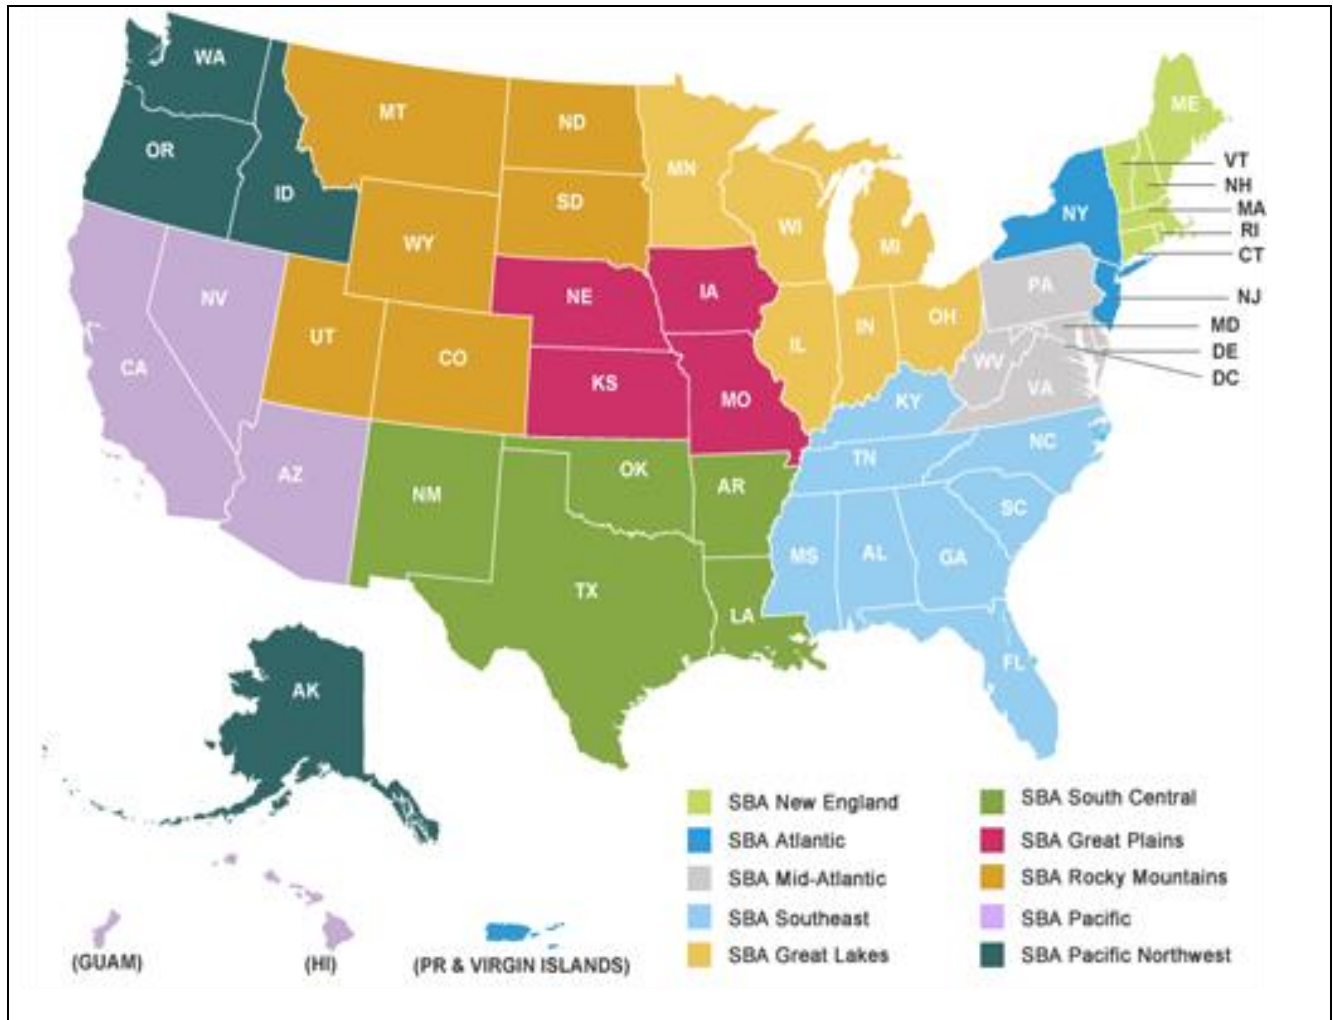 WA
MT
ND
OR
ID
SD
MN
WY
WI
MI
ME
VT
NH
MA
RI
CT
NY
NJ
PA
MD
DE
DC
NV
UT
CO
NE
IA
IL
IN
OH
CA
KS
MO
WV
VA
KY
AZ
NM
OK
AR
TN
NC
SC
TX
LA
MS
AL
GA
FL
AK
(GUAM)
(HI)
(PR & VIRGIN ISLANDS)
SBA New England
SBA Atlantic
SBA Mid-Atlantic
SBA Southeast
SBA Great Lakes
SBA South Central
SBA Great Plains
SBA Rocky Mountains
SBA Pacific
SBA Pacific Northwest